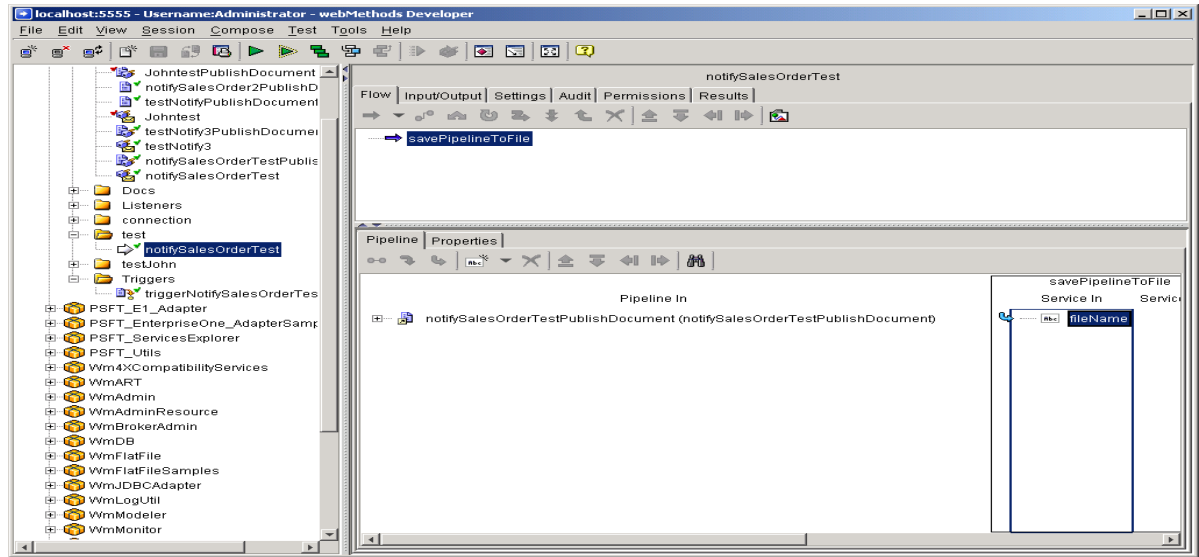 localhost:5555 - Username:Administrator - webMethods Developer
File Edit View Session Compose Test Tools Help
JohntestPublishDocument
notifySalesOrder2PublishD
testNotifyPublishDocument
Johntest
testNotify3PublishDocumer
testNotify3
notifySalesOrderTestPublis
notifySalesOrderTest
Docs
Listeners
connection
test
notifySalesOrderTest
testJohn
Triggers
triggerNotifySalesOrderTes
PSFT_E1_Adapter
PSFT_EnterpriseOne_AdapterSamp
PSFT_ServicesExplorer
PSFT_Utils
Wm4XCompatibilityServices
WmART
WmAdmin
WmAdminResource
WmBrokerAdmin
WmDB
WmFlatFile
WmFlatFileSamples
WmJDBCAdapter
WmLogUtil
WmModeler
WmMonitor
notifySalesOrderTest
Flow Input/Output Settings Audit Permissions Results
savePipelineToFile
Pipeline Properties
savePipelineToFile
Pipeline In Service In Servic
notifySalesOrderTestPublishDocument (notifySalesOrderTestPublishDocument) fileName